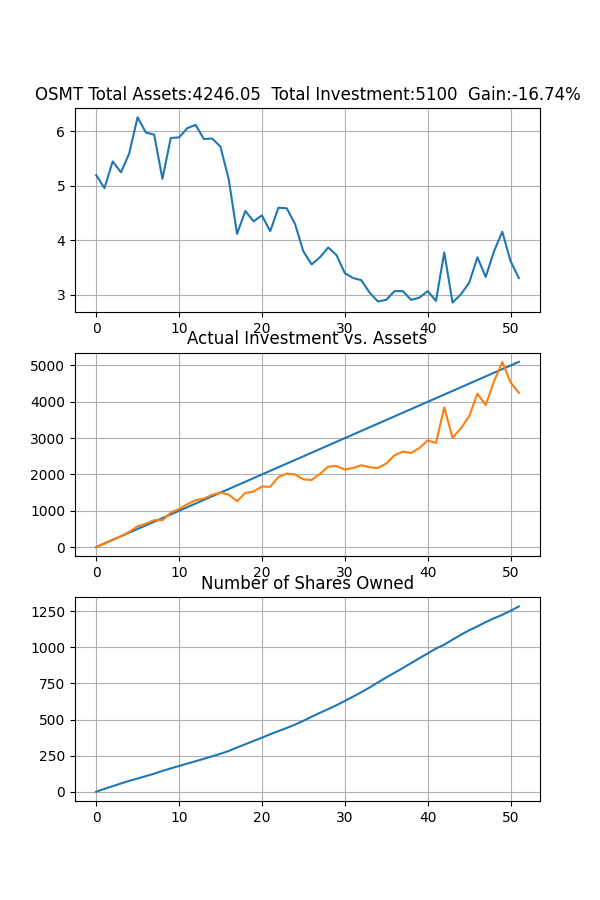 OSMT Total Assets:4246.05  Total Investment:5100  Gain:-16.74%
6
5
4
3
0 10 20 30 40 50
Actual Investment vs. Assets
5000
4000
3000
2000
1000
0
0 10 20 30 40 50
Number of Shares Owned
1250
1000
750
500
250
0
0 10 20 30 40 50